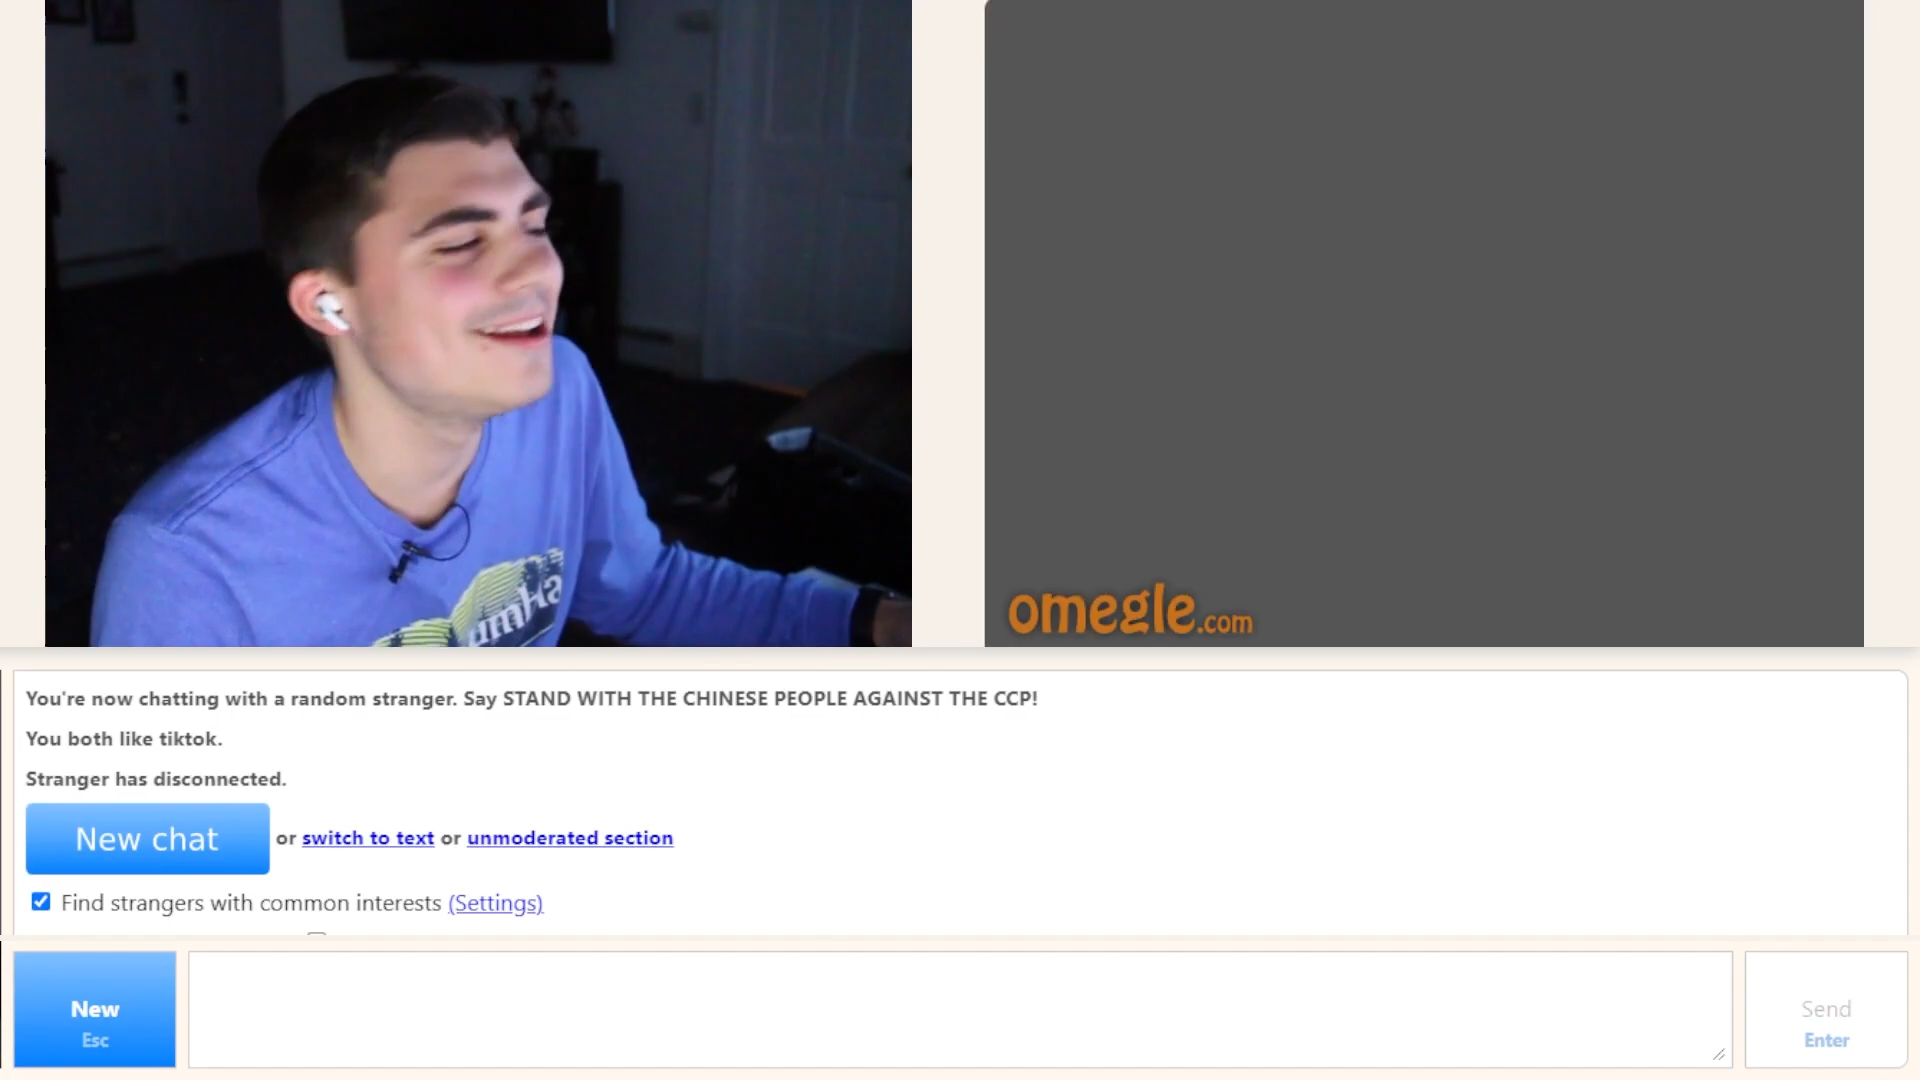 umHa
omegle.com
You're now chatting with a random stranger. Say STAND WITH THE CHINESE PEOPLE AGAINST THE CCP!
You both like tiktok.
Stranger has disconnected.
New chat or switch to text or unmoderated section
Find strangers with common interests (Settings)
New
Esc
Send
Enter